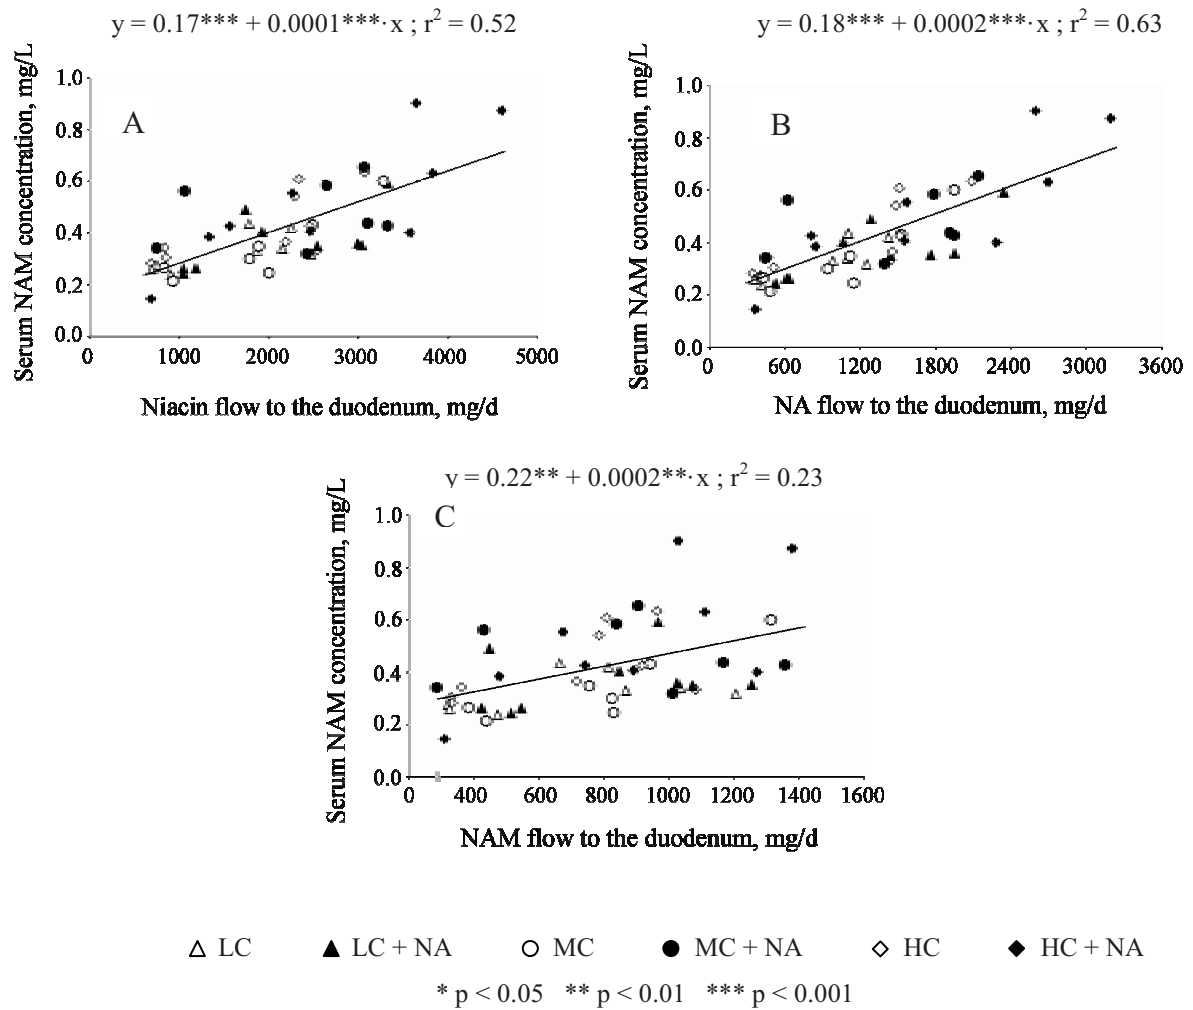 y = 0.17*** + 0.0001***·x ; r² = 0.52
Serum NAM concentration, mg/L
A
1.0
0.8
0.6
0.4
0.2
0.0
0 1000 2000 3000 4000 5000
Niacin flow to the duodenum, mg/d
y = 0.18*** + 0.0002***·x ; r² = 0.63
Serum NAM concentration, mg/L
B
1.0
0.8
0.6
0.4
0.2
0.0
0 600 1200 1800 2400 3000 3600
NA flow to the duodenum, mg/d
y = 0.22** + 0.0002**·x ; r² = 0.23
Serum NAM concentration, mg/L
C
1.0
0.8
0.6
0.4
0.2
0.0
0 400 600 800 1000 1200 1400 1600
NAM flow to the duodenum, mg/d
△ LC ▲ LC + NA ○ MC ● MC + NA ◇ HC ◆ HC + NA
* p < 0.05 ** p < 0.01 *** p < 0.001